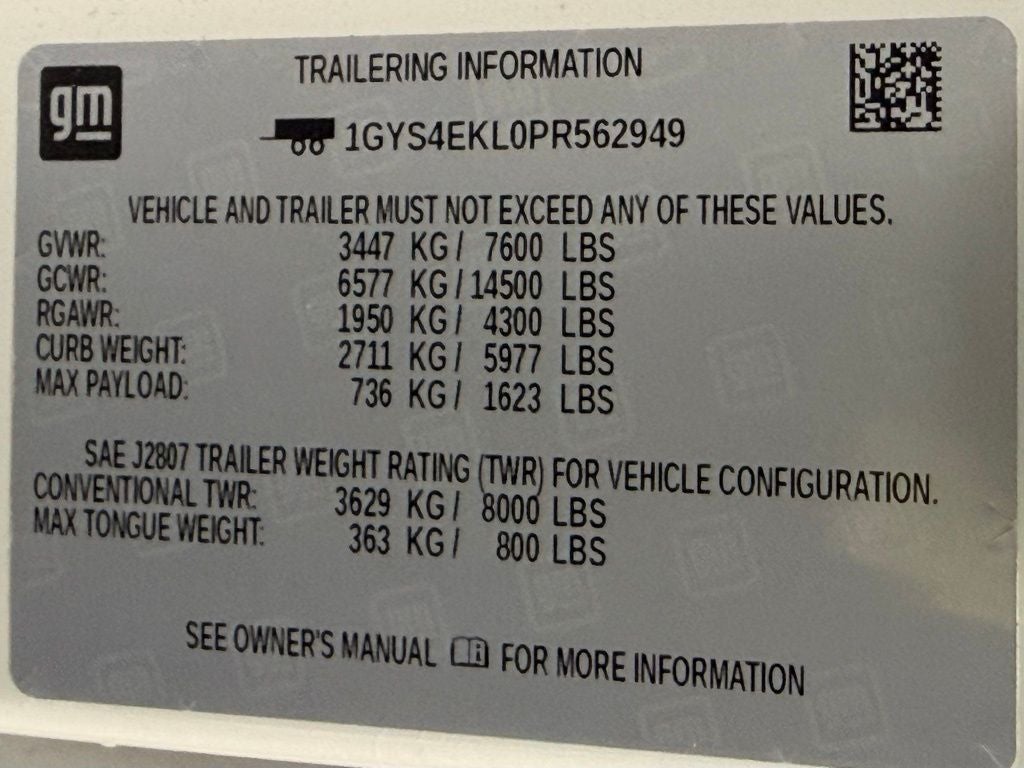 gm
TRAILERING INFORMATION
1GYS4EKL0PR562949
VEHICLE AND TRAILER MUST NOT EXCEED ANY OF THESE VALUES.
GVWR: 3447 KG / 7600 LBS
GCWR: 6577 KG / 14500 LBS
RGAWR: 1950 KG / 4300 LBS
CURB WEIGHT: 2711 KG / 5977 LBS
MAX PAYLOAD: 736 KG / 1623 LBS
SAE J2807 TRAILER WEIGHT RATING (TWR) FOR VEHICLE CONFIGURATION.
CONVENTIONAL TWR: 3629 KG / 8000 LBS
MAX TONGUE WEIGHT: 363 KG / 800 LBS
SEE OWNER'S MANUAL i FOR MORE INFORMATION